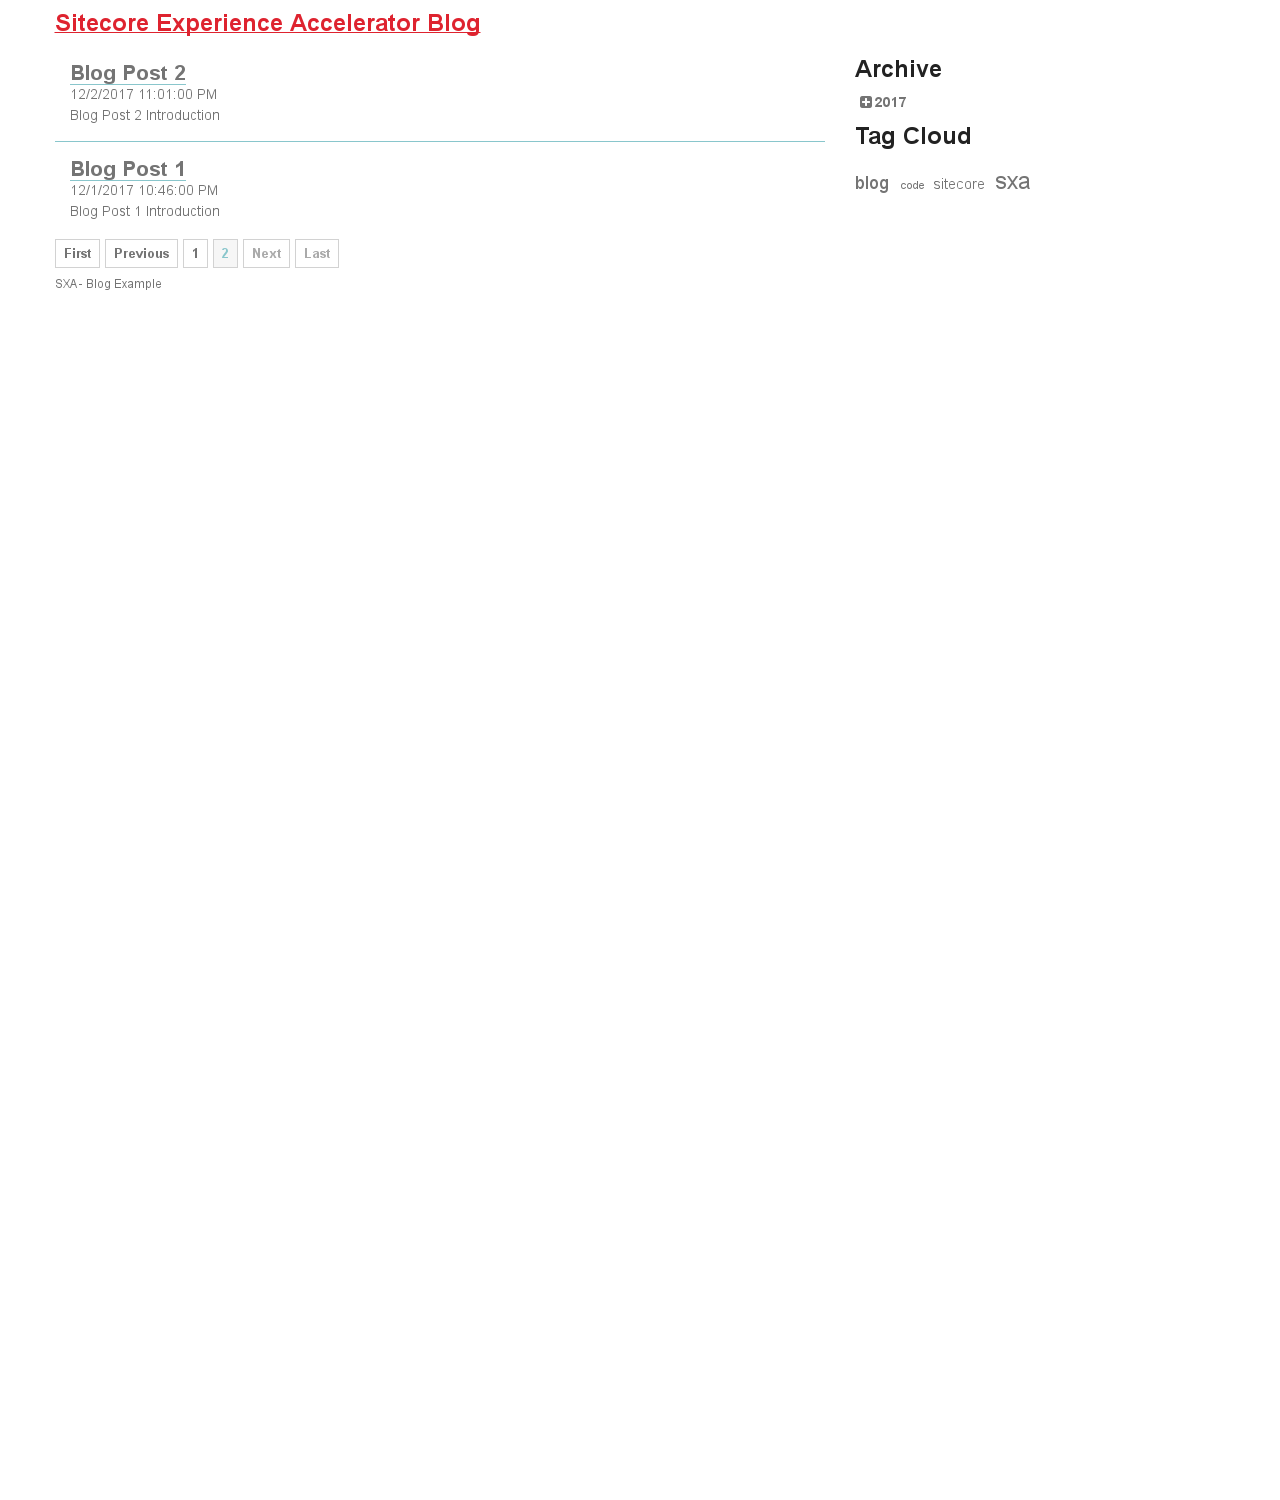 Sitecore Experience Accelerator Blog
Blog Post 2
12/2/2017 11:01:00 PM
Blog Post 2 Introduction
Blog Post 1
12/1/2017 10:46:00 PM
Blog Post 1 Introduction
First Previous 1 2 Next Last
SXA- Blog Example
Archive
2017
Tag Cloud
blog code sitecore sxa